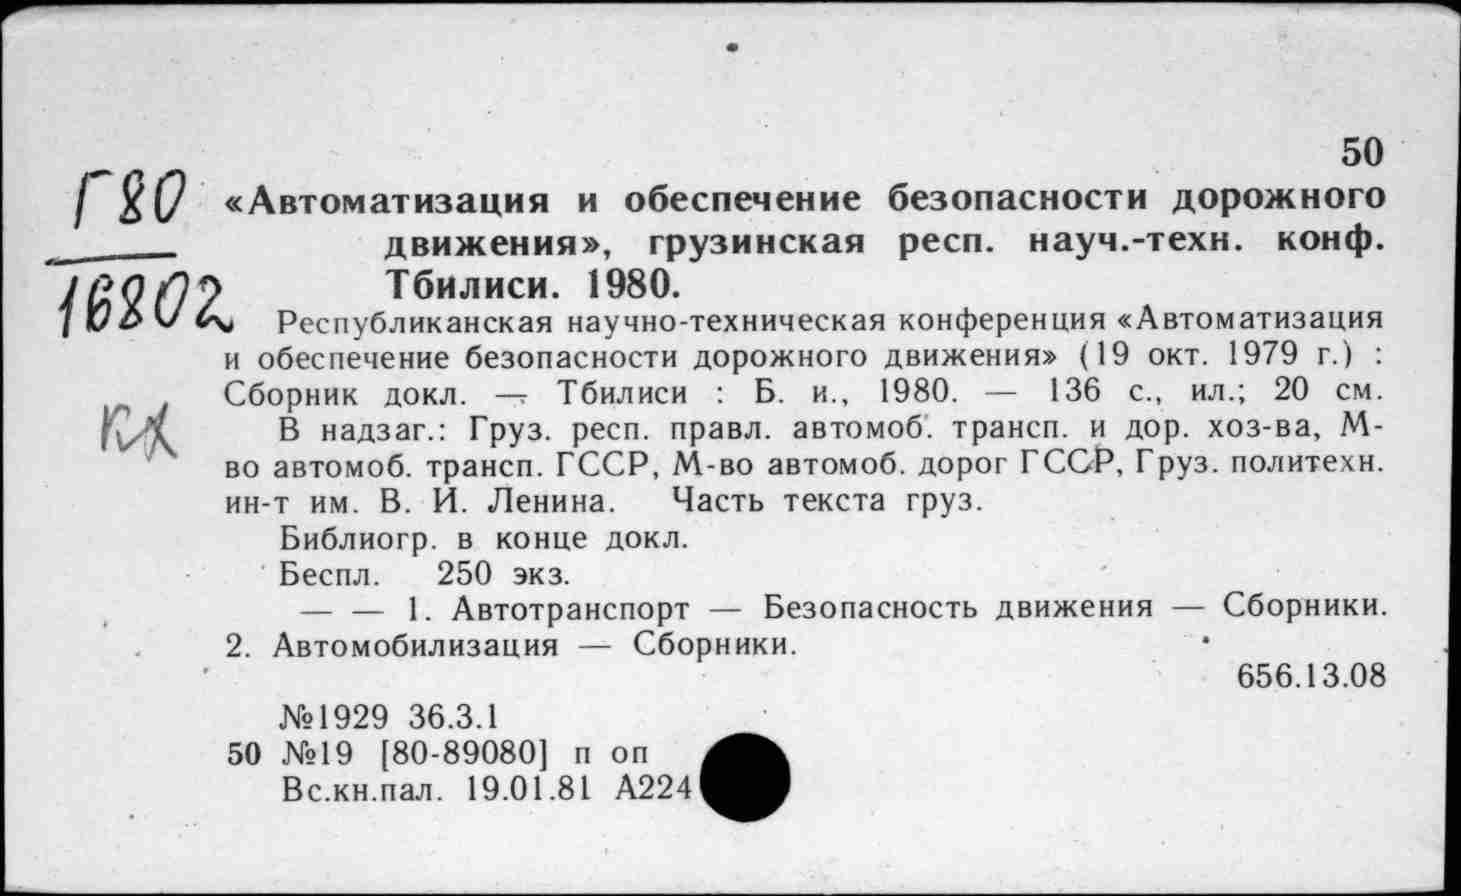 50
Г80
«Автоматизация и обеспечение безопасности дорожного
движения», грузинская респ. науч.-техн. конф.
Тбилиси. 1980.
16202
Республиканская научно-техническая конференция «Автоматизация
и обеспечение безопасности дорожного движения» (19 окт. 1979 г.) :
Сборник докл. — Тбилиси : Б. и., 1980. — 136 с., ил.; 20 см.
В надзаг.: Груз. респ. правл. автомоб. трансп. и дор. хоз-ва, М-
во автомоб. трансп. ГССР, М-во автомоб. дорог ГССР, Груз. политехн.
ин-т им. В. И. Ленина. Часть текста груз.
Библиогр. в конце докл.
Беспл. 250 экз.
— — 1. Автотранспорт — Безопасность движения — Сборники.
2. Автомобилизация — Сборники.
656.13.08
№1929 36.3.1
50 №19 [80-89080] п оп
Вс.кн.пал. 19.01.81 А224